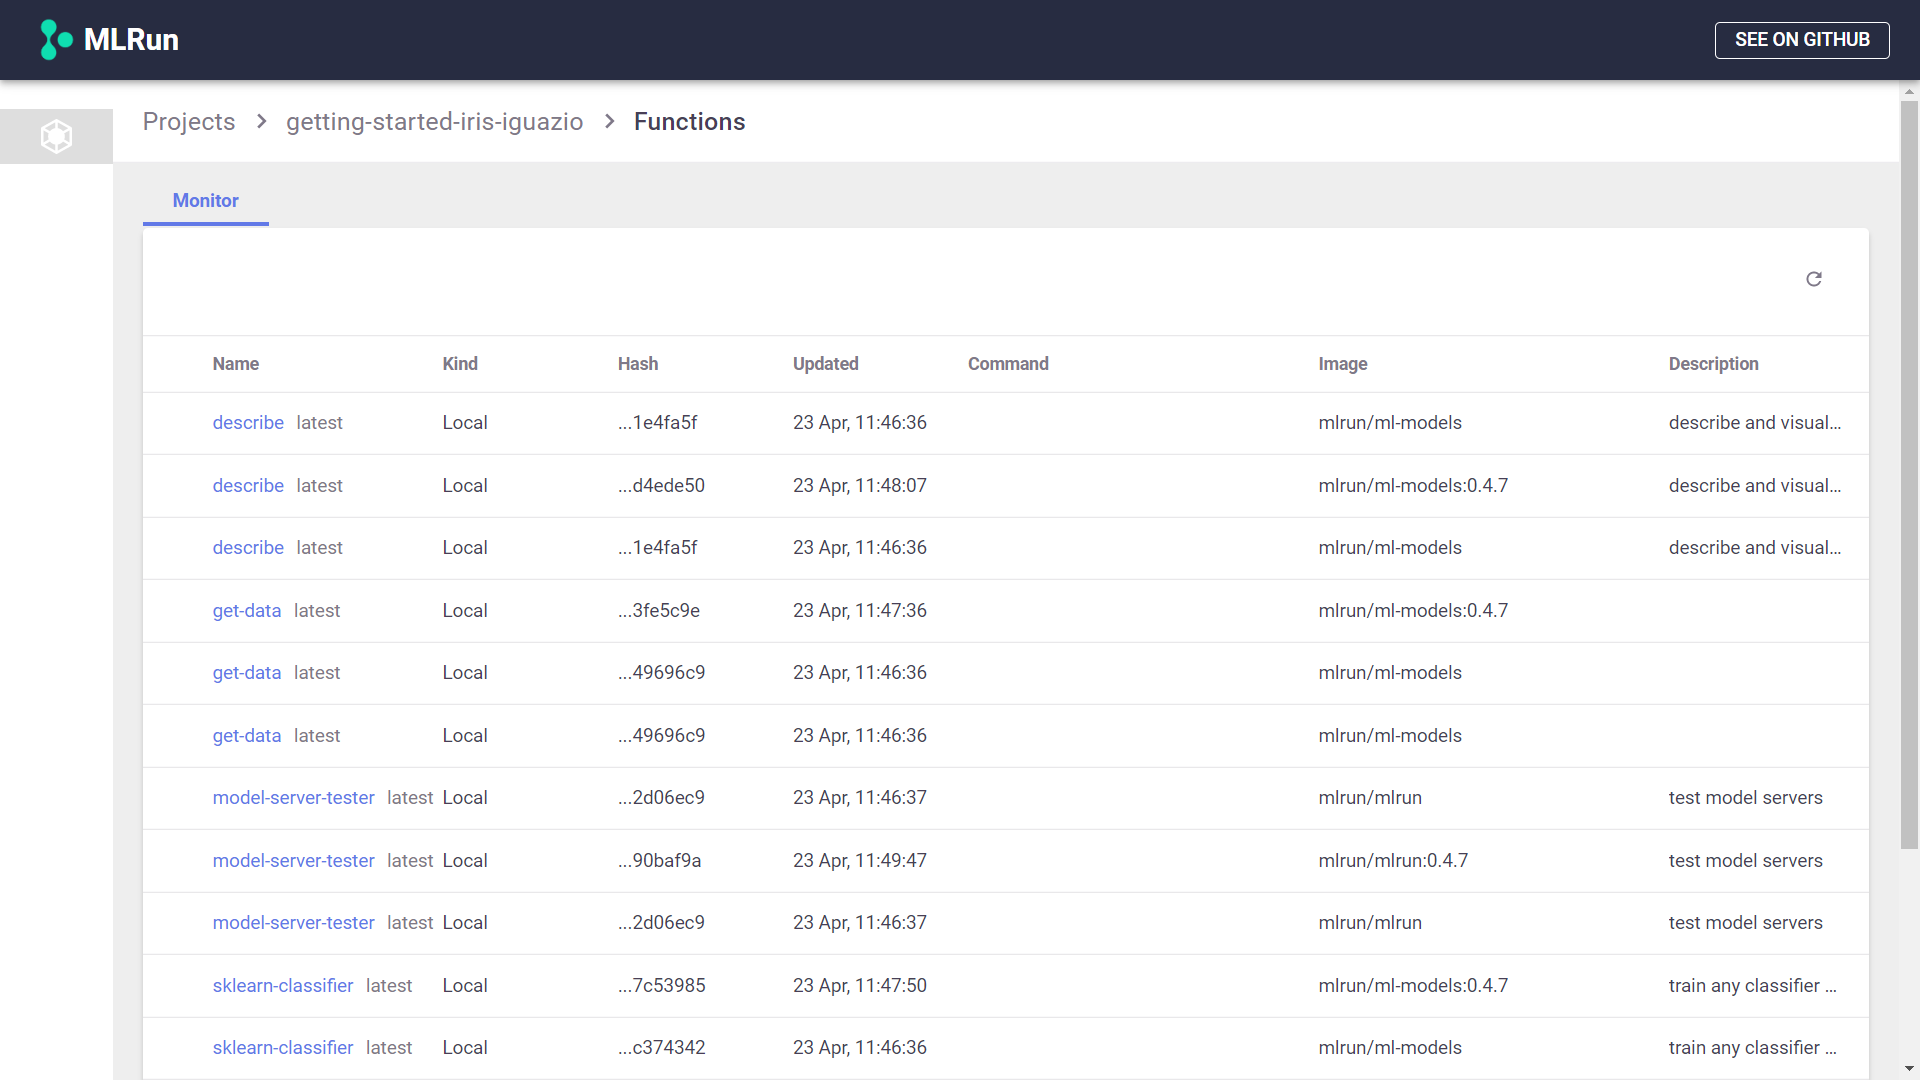 MLRun
SEE ON GITHUB
Projects > getting-started-iris-iguazio > Functions
Monitor
Name Kind Hash Updated Command Image Description
describe latest Local ...1e4fa5f 23 Apr, 11:46:36 mlrun/ml-models describe and visual...
describe latest Local ...d4ede50 23 Apr, 11:48:07 mlrun/ml-models:0.4.7 describe and visual...
describe latest Local ...1e4fa5f 23 Apr, 11:46:36 mlrun/ml-models describe and visual...
get-data latest Local ...3fe5c9e 23 Apr, 11:47:36 mlrun/ml-models:0.4.7
get-data latest Local ...49696c9 23 Apr, 11:46:36 mlrun/ml-models
get-data latest Local ...49696c9 23 Apr, 11:46:36 mlrun/ml-models
model-server-tester latest Local ...2d06ec9 23 Apr, 11:46:37 mlrun/mlrun test model servers
model-server-tester latest Local ...90baf9a 23 Apr, 11:49:47 mlrun/mlrun:0.4.7 test model servers
model-server-tester latest Local ...2d06ec9 23 Apr, 11:46:37 mlrun/mlrun test model servers
sklearn-classifier latest Local ...7c53985 23 Apr, 11:47:50 mlrun/ml-models:0.4.7 train any classifier ...
sklearn-classifier latest Local ...c374342 23 Apr, 11:46:36 mlrun/ml-models train any classifier ...